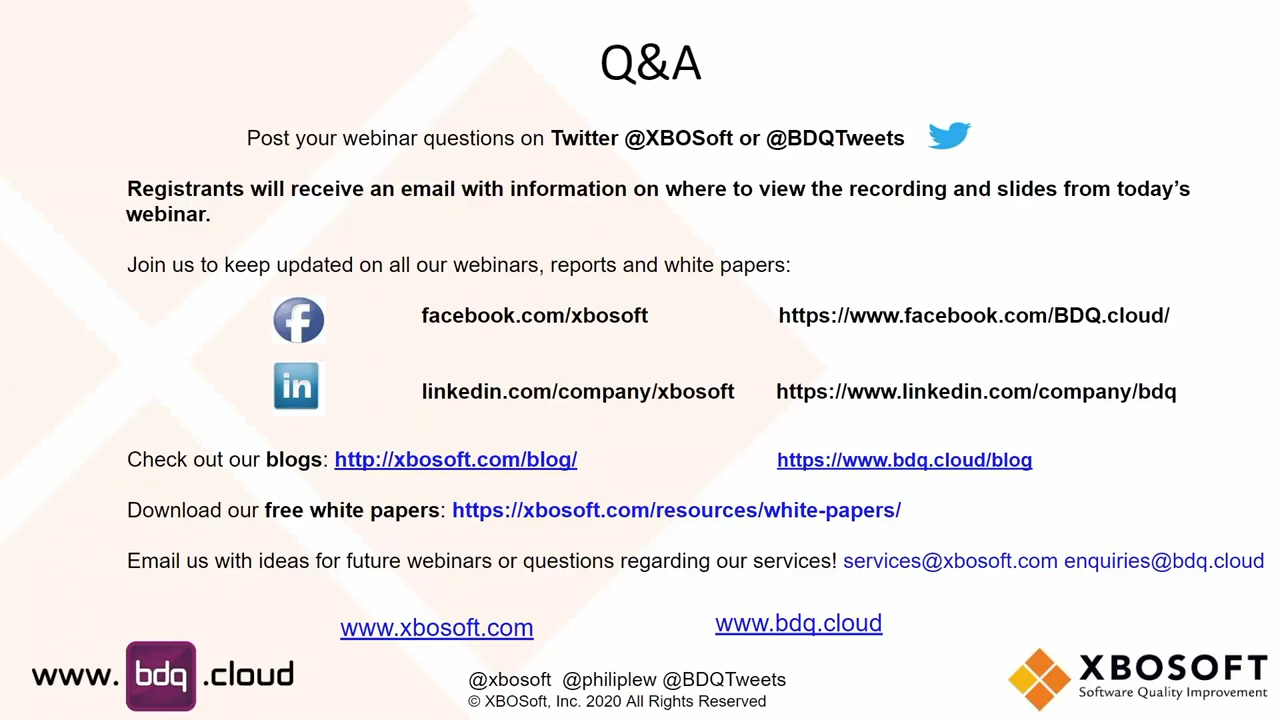 Q&A
Post your webinar questions on Twitter @XBOSoft or @BDQTweets
Registrants will receive an email with information on where to view the recording and slides from today’s
webinar.
Join us to keep updated on all our webinars, reports and white papers:
f facebook.com/xbosoft https://www.facebook.com/BDQ.cloud/
in linkedin.com/company/xbosoft https://www.linkedin.com/company/bdq
Check out our blogs: http://xbosoft.com/blog/ https://www.bdq.cloud/blog
Download our free white papers: https://xbosoft.com/resources/white-papers/
Email us with ideas for future webinars or questions regarding our services! services@xbosoft.com enquiries@bdq.cloud
www.xbosoft.com www.bdq.cloud
www.bdq.cloud
@xbosoft @philiplew @BDQTweets
© XBOSoft, Inc. 2020 All Rights Reserved
XBOSOFT
Software Quality Improvement